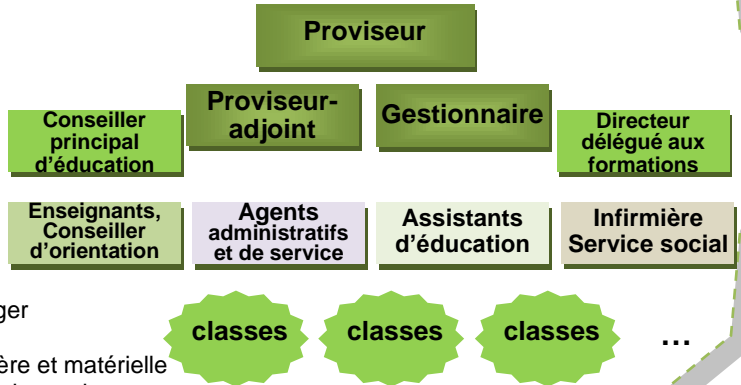 Proviseur
Proviseur-
adjoint
Gestionnaire
Conseiller
principal
d'éducation
Directeur
délégué aux
formations
Enseignants,
Conseiller
d'orientation
Agents
administratifs
et de service
Assistants
d'éducation
Infirmière
Service social
ger
classes
classes
classes
...
ère et matérielle